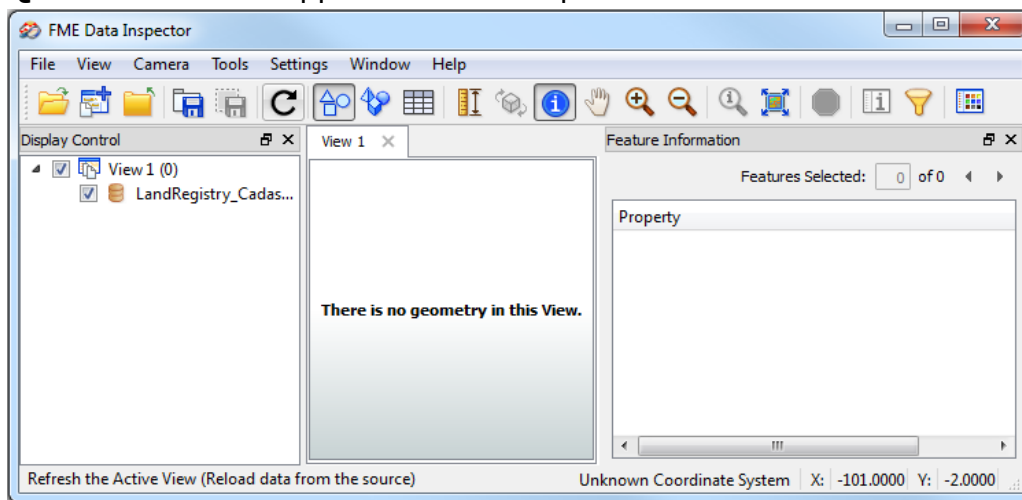 FME Data Inspector
File View Camera Tools Settings Window Help
Display Control
View 1
Feature Information
View 1 (0)
LandRegistry_Cadas...
Features Selected: 0 of 0
Property
There is no geometry in this View.
Refresh the Active View (Reload data from the source)
Unknown Coordinate System X: -101.0000 Y: -2.0000